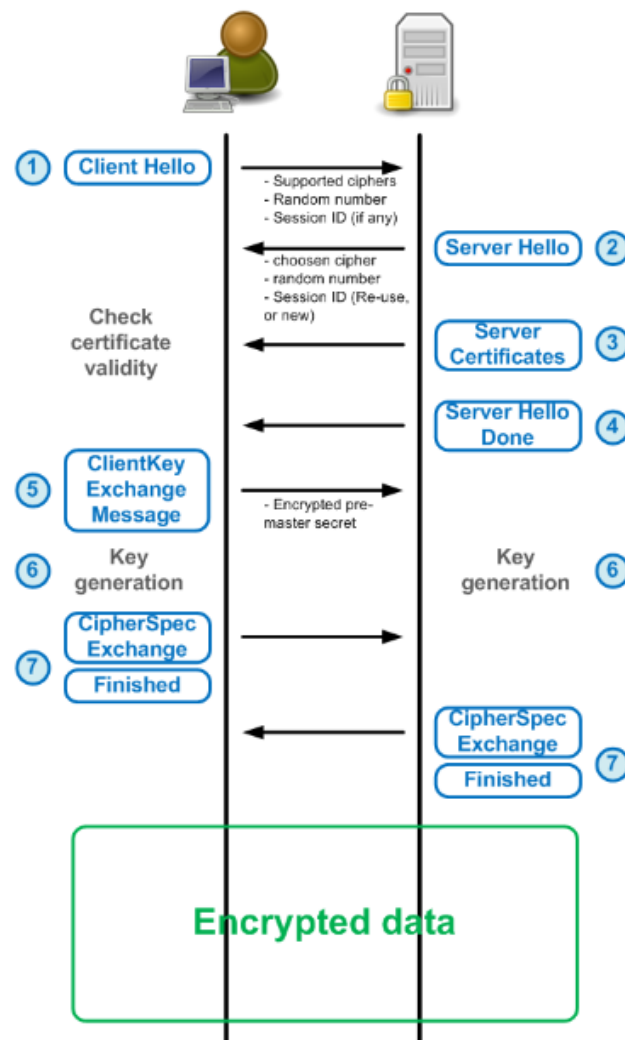 1
Client Hello
- Supported ciphers
- Random number
- Session ID (if any)
Server Hello
2
- choosen cipher
- random number
- Session ID (Re-use,
or new)
Check
certificate
validity
Server
Certificates
3
Server Hello
Done
4
5
ClientKey
Exchange
Message
- Encrypted pre-
master secret
6
Key
generation
Key
generation
6
CipherSpec
Exchange
7
Finished
CipherSpec
Exchange
7
Finished
Encrypted data